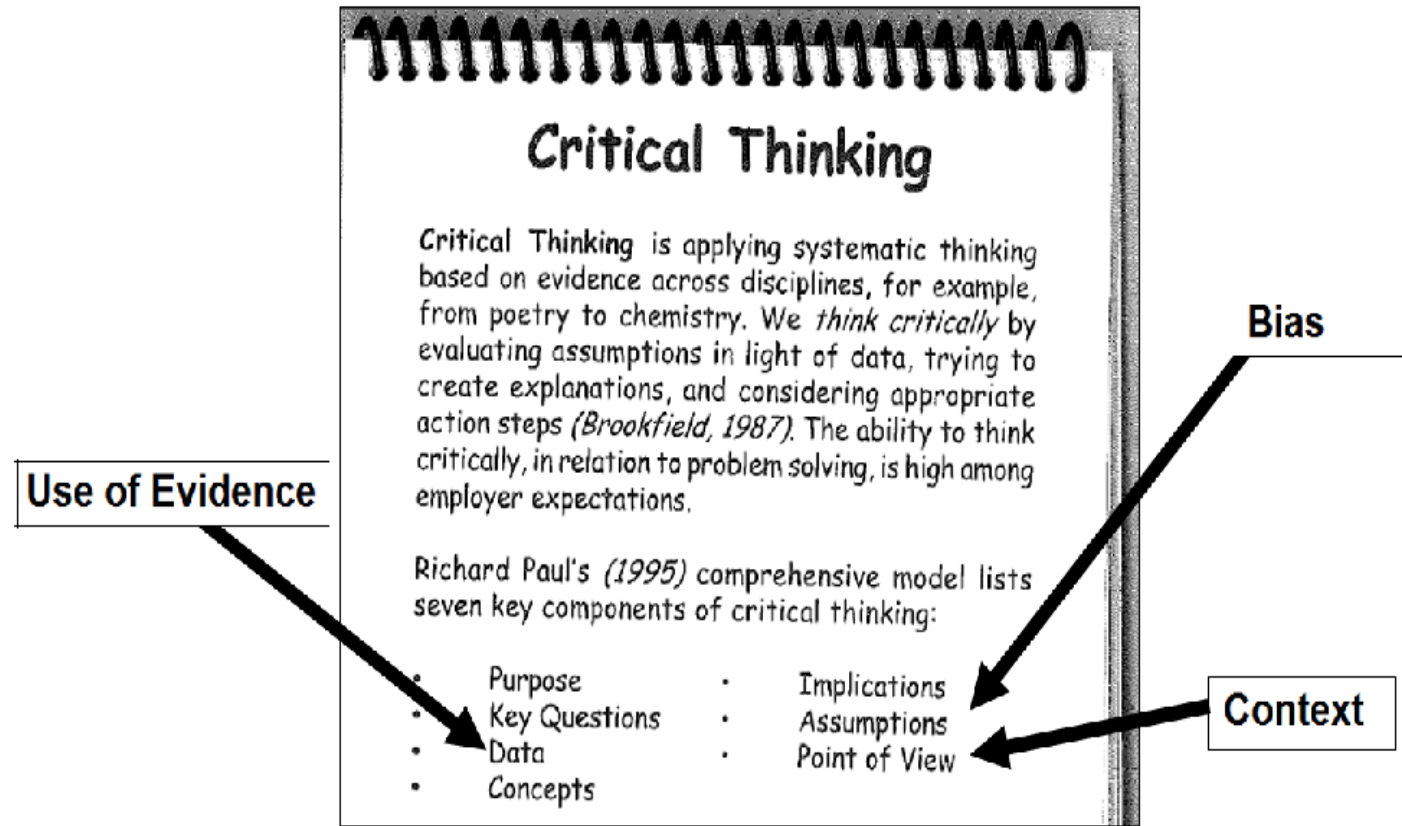 Critical Thinking
Critical Thinking is applying systematic thinking
based on evidence across disciplines, for example,
from poetry to chemistry. We think critically by
evaluating assumptions in light of data, trying to
create explanations, and considering appropriate
action steps (Brookfield, 1987). The ability to think
critically, in relation to problem solving, is high among
employer expectations.
Richard Paul's (1995) comprehensive model lists
seven key components of critical thinking:
• Purpose
• Key Questions
• Data
• Concepts
• Implications
• Assumptions
• Point of View
Use of Evidence
Bias
Context